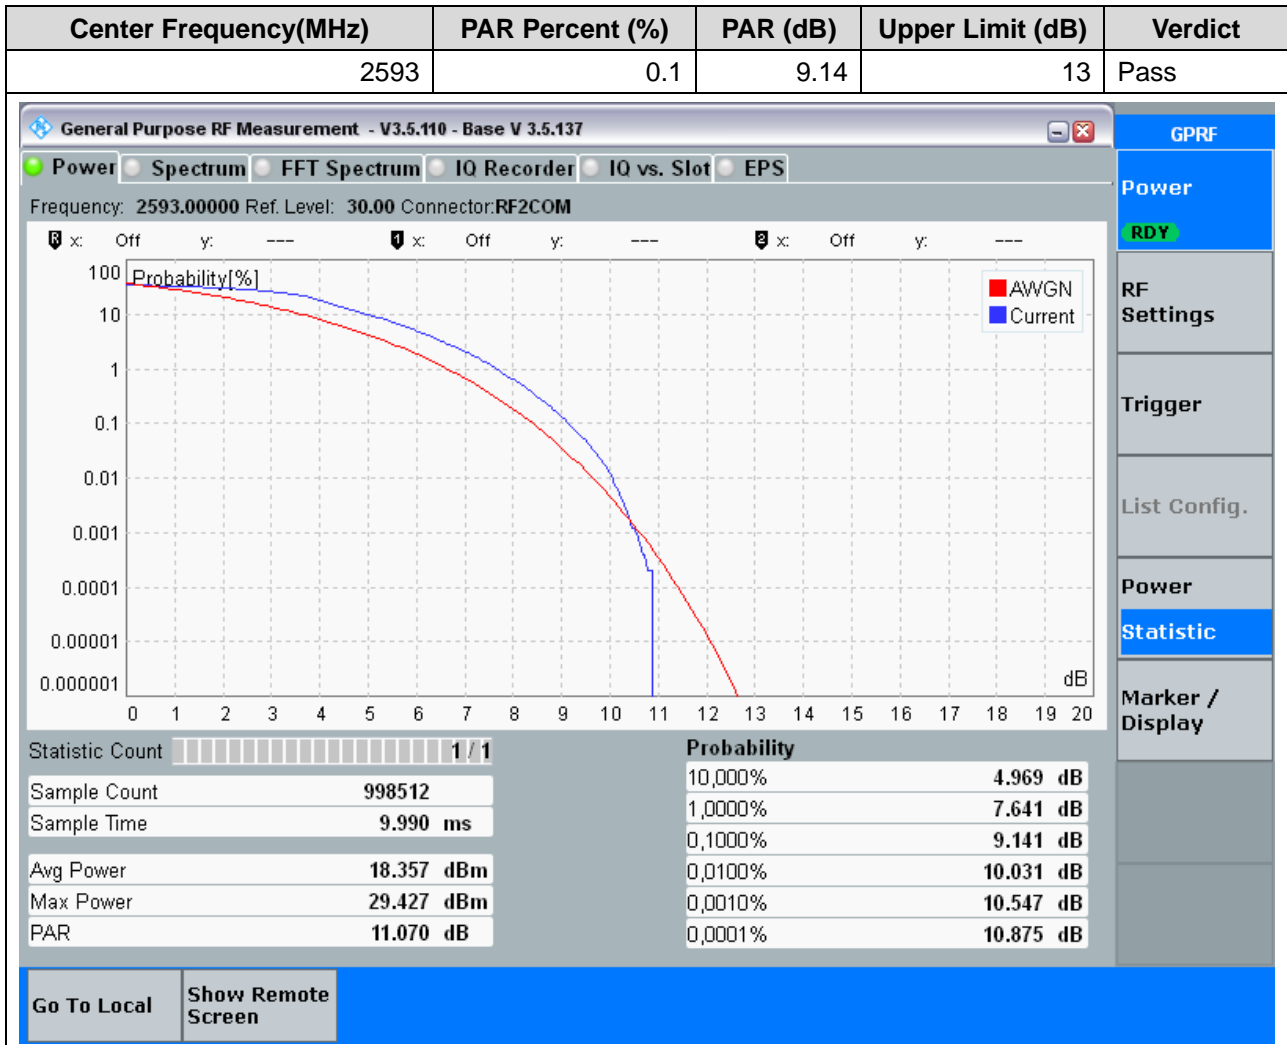 Center Frequency(MHz) PAR Percent (%) PAR (dB) Upper Limit (dB) Verdict
2593 0.1 9.14 13 Pass
General Purpose RF Measurement - V3.5.110 - Base V 3.5.137
GPRF
Power Spectrum FFT Spectrum IQ Recorder IQ vs. Slot EPS
Power
RDY
Frequency: 2593.00000 Ref. Level: 30.00 Connector:RF2COM
R x: Off y: --- 1 x: Off y: --- 2 x: Off y: ---
Probability[%]
AWGN
Current
100
10
1
0.1
0.01
0.001
0.0001
0.00001
0.000001
dB
0 1 2 3 4 5 6 7 8 9 10 11 12 13 14 15 16 17 18 19 20
RF
Settings
Trigger
List Config.
Power
Statistic
Marker /
Display
Statistic Count 1 / 1
Sample Count 998512
Sample Time 9.990 ms
Avg Power 18.357 dBm
Max Power 29.427 dBm
PAR 11.070 dB
Probability
10,000% 4.969 dB
1,0000% 7.641 dB
0,1000% 9.141 dB
0,0100% 10.031 dB
0,0010% 10.547 dB
0,0001% 10.875 dB
Go To Local
Show Remote
Screen